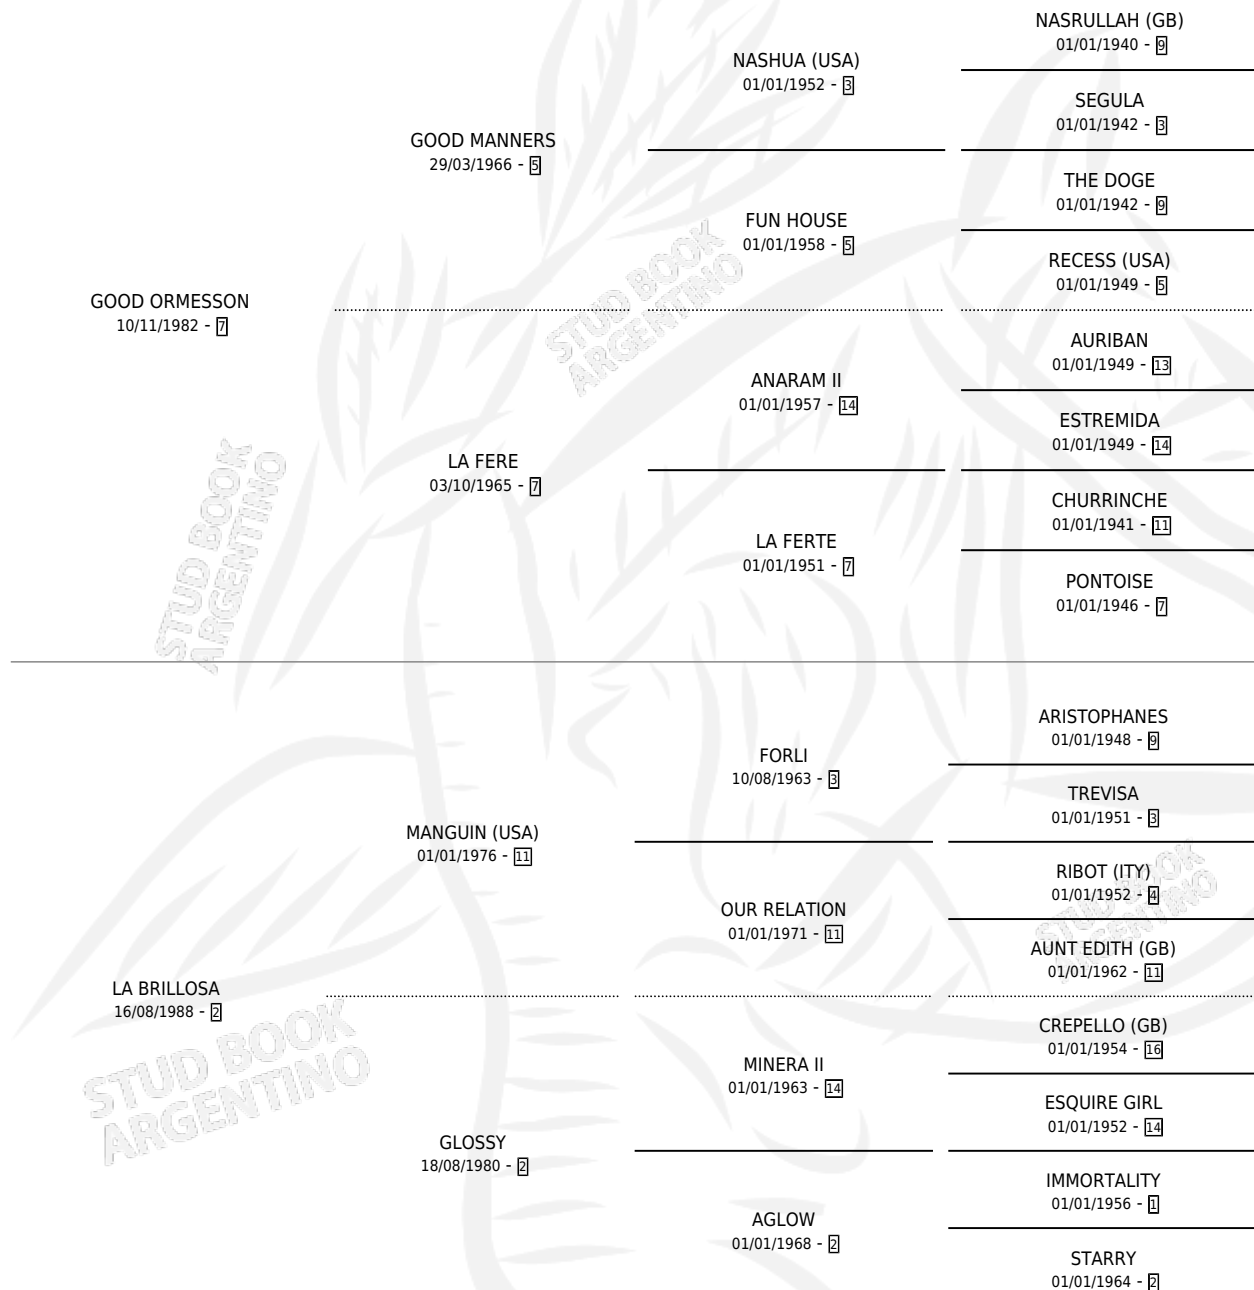 NASRULLAH (GB)
01/01/1940 - 9
NASHUA (USA)
01/01/1952 - 3
SEGULA
01/01/1942 - 3
GOOD MANNERS
29/03/1966 - 5
THE DOGE
01/01/1942 - 9
FUN HOUSE
01/01/1958 - 5
RECESS (USA)
01/01/1949 - 5
GOOD ORMESSON
10/11/1982 - 7
AURIBAN
01/01/1949 - 13
ANARAM II
01/01/1957 - 14
ESTREMIDA
01/01/1949 - 14
LA FERE
03/10/1965 - 7
CHURRINCHE
01/01/1941 - 11
LA FERTE
01/01/1951 - 7
PONTOISE
01/01/1946 - 7
ARISTOPHANES
01/01/1948 - 9
FORLI
10/08/1963 - 3
TREVISA
01/01/1951 - 3
MANGUIN (USA)
01/01/1976 - 11
RIBOT (ITY)
01/01/1952 - 4
OUR RELATION
01/01/1971 - 11
AUNT EDITH (GB)
01/01/1962 - 11
LA BRILLOSA
16/08/1988 - 2
CREPELLO (GB)
01/01/1954 - 16
MINERA II
01/01/1963 - 14
ESQUIRE GIRL
01/01/1952 - 14
GLOSSY
18/08/1980 - 2
IMMORTALITY
01/01/1956 - 1
AGLOW
01/01/1968 - 2
STARRY
01/01/1964 - 2
STUD BOOK
ARGENTINO
STUD BOOK
ARGENTINO
STUD BOOK
ARGENTINO
STUD BOOK
ARGENTINO